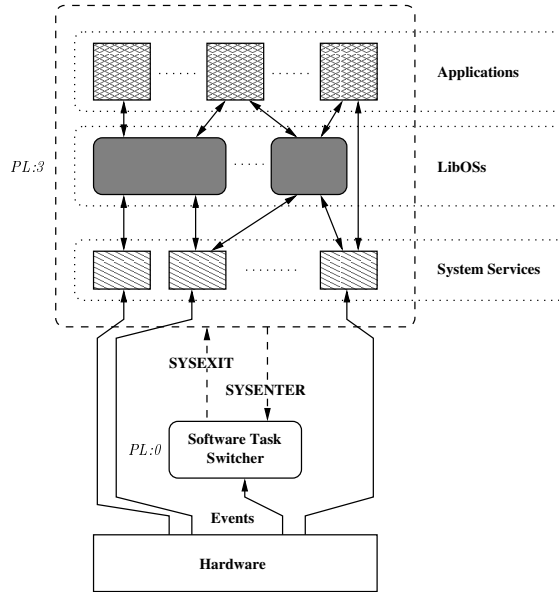 Applications
PL:3
LibOSs
System Services
SYSEXIT
SYSENTER
PL:0
Software Task
Switcher
Events
Hardware